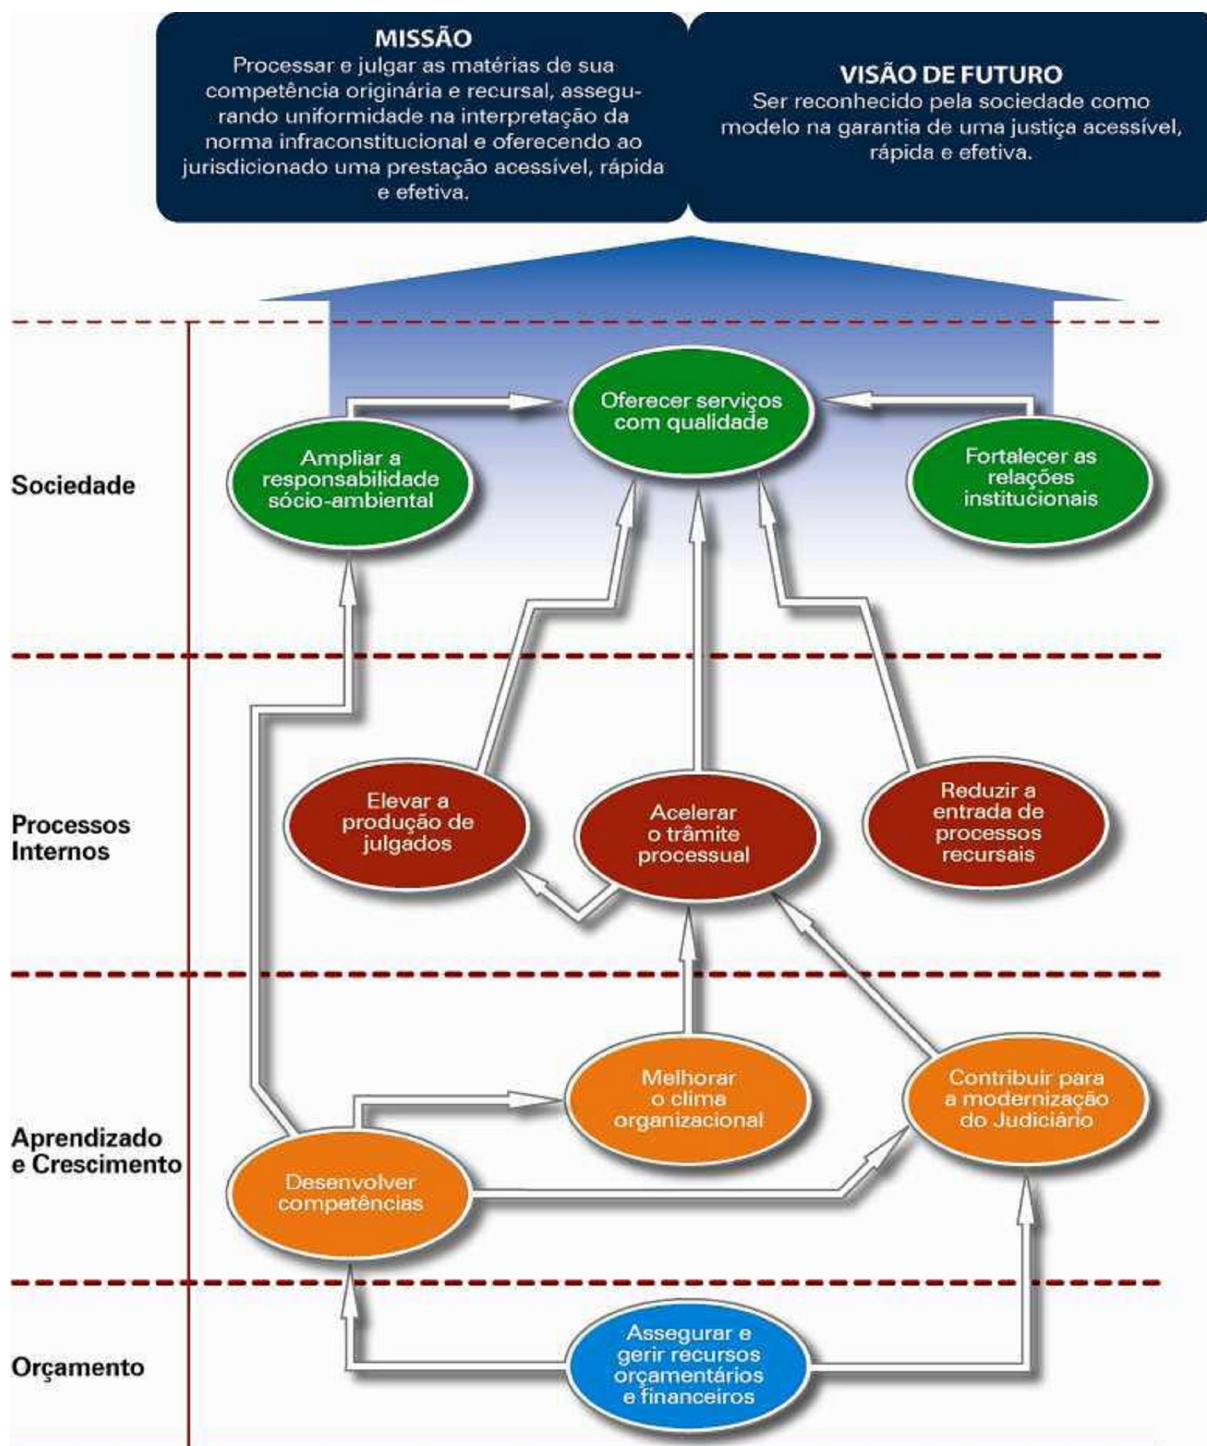 MISSÃO
Processar e julgar as matérias de sua
competência originária e recursal, assegu-
rando uniformidade na interpretação da
norma infraconstitucional e oferecendo ao
jurisdicionado uma prestação acessível, rápida
e efetiva.
VISÃO DE FUTURO
Ser reconhecido pela sociedade como
modelo na garantia de uma justiça acessível,
rápida e efetiva.
Sociedade
Oferecer serviços
com qualidade
Ampliar a
responsabilidade
sócio-ambiental
Fortalecer as
relações
institucionais
Processos
Internos
Elevar a
produção de
julgados
Acelerar
o trâmite
processual
Reduzir a
entrada de
processos
recursais
Aprendizado
e Crescimento
Melhorar
o clima
organizacional
Contribuir para
a modernização
do Judiciário
Desenvolver
competências
Orçamento
Assegurar e
gerir recursos
orçamentários
e financeiros